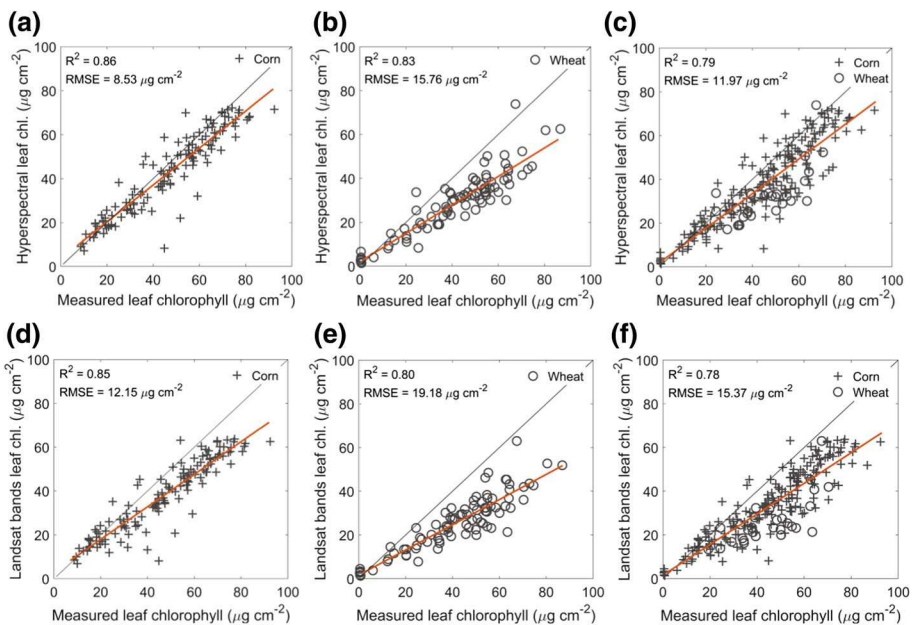 (a)
R² = 0.86
RMSE = 8.53 μg cm⁻²
+ Corn
Hyperspectral leaf chl. (μg cm⁻²)
100
80
60
40
20
0
0 20 40 60 80 100
Measured leaf chlorophyll (μg cm⁻²)
(b)
R² = 0.83
RMSE = 15.76 μg cm⁻²
Wheat
Hyperspectral leaf chl. (μg cm⁻²)
100
80
60
40
20
0
0 20 40 60 80 100
Measured leaf chlorophyll (μg cm⁻²)
(c)
R² = 0.79
RMSE = 11.97 μg cm⁻²
+ Corn
Wheat
Hyperspectral leaf chl. (μg cm⁻²)
100
80
60
40
20
0
0 20 40 60 80 100
Measured leaf chlorophyll (μg cm⁻²)
(d)
R² = 0.85
RMSE = 12.15 μg cm⁻²
+ Corn
Landsat bands leaf chl. (μg cm⁻²)
100
80
60
40
20
0
0 20 40 60 80 100
Measured leaf chlorophyll (μg cm⁻²)
(e)
R² = 0.80
RMSE = 19.18 μg cm⁻²
Wheat
Landsat bands leaf chl. (μg cm⁻²)
100
80
60
40
20
0
0 20 40 60 80 100
Measured leaf chlorophyll (μg cm⁻²)
(f)
R² = 0.78
RMSE = 15.37 μg cm⁻²
+ Corn
Wheat
Landsat bands leaf chl. (μg cm⁻²)
100
80
60
40
20
0
0 20 40 60 80 100
Measured leaf chlorophyll (μg cm⁻²)